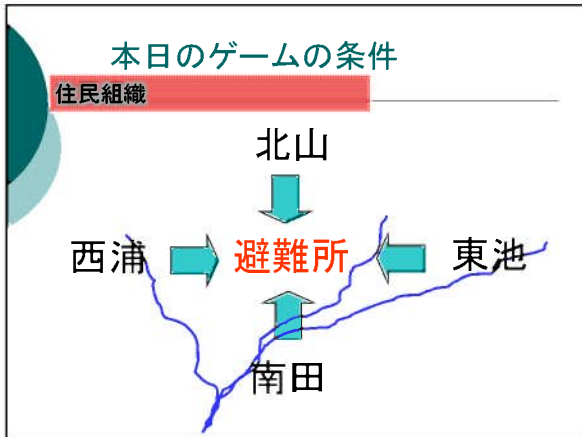 本日のゲームの条件
住民組織
北山
西浦
避難所
東池
南田